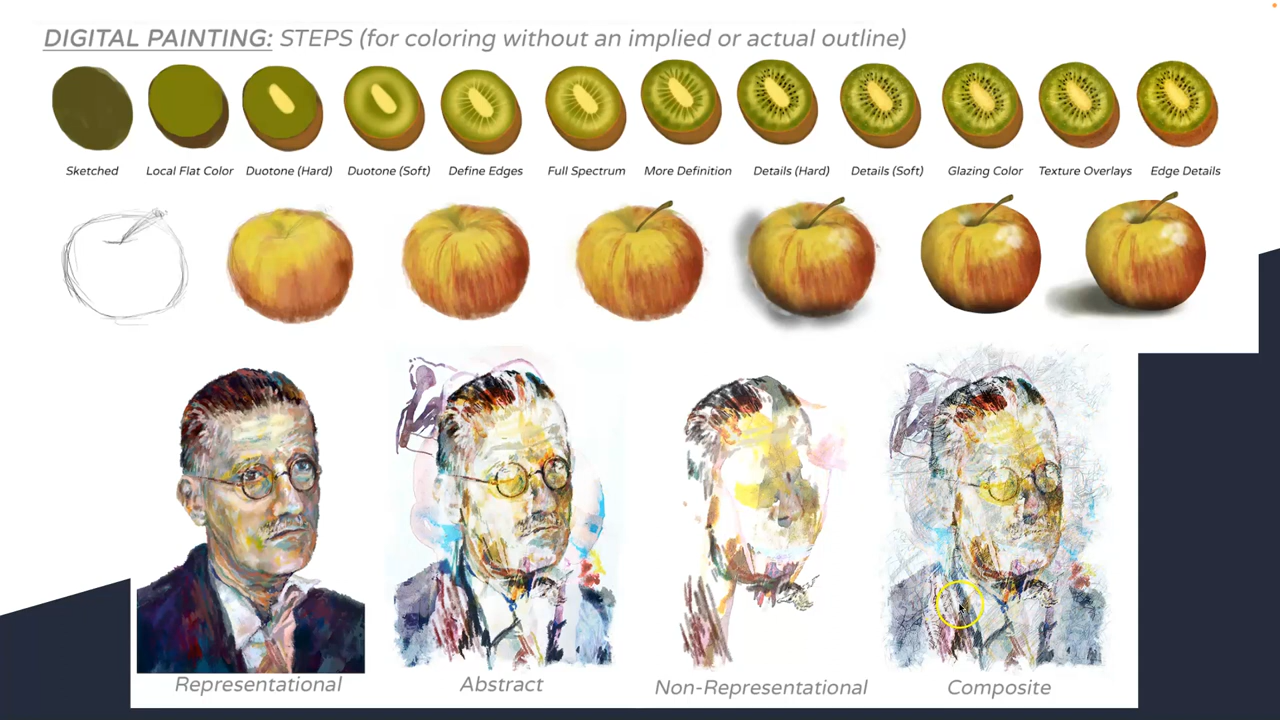 DIGITAL PAINTING: STEPS (for coloring without an implied or actual outline)
Sketched Local Flat Color Duotone (Hard) Duotone (Soft) Define Edges Full Spectrum More Definition Details (Hard) Details (Soft) Glazing Color Texture Overlays Edge Details
Representational Abstract Non-Representational Composite